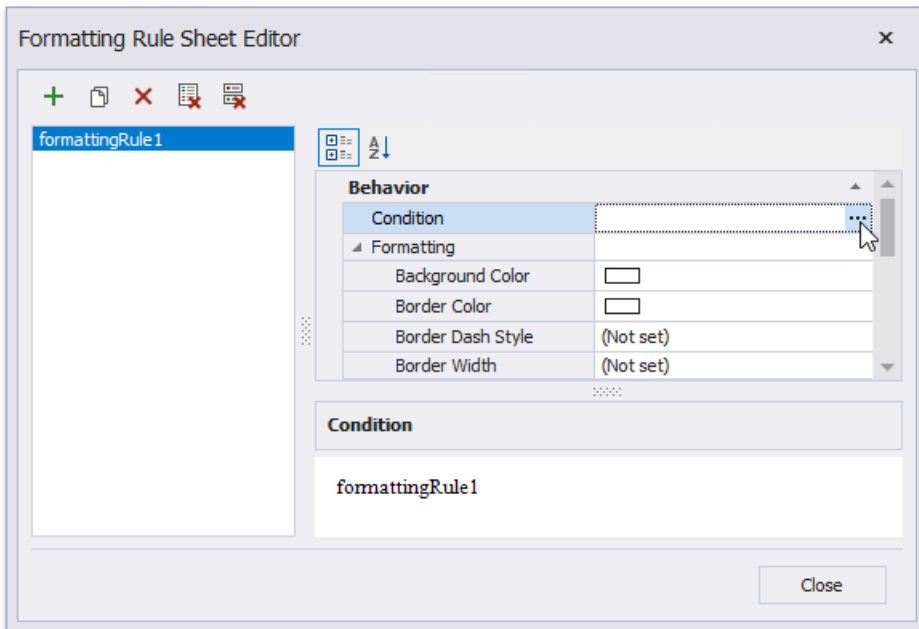 Formatting Rule Sheet Editor
formattingRule1
Behavior
Condition
Formatting
Background Color
Border Color
Border Dash Style (Not set)
Border Width (Not set)
Condition
formattingRule1
Close